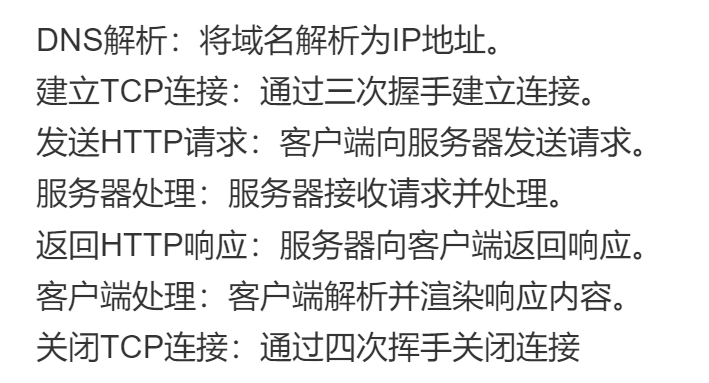 DNS解析：将域名解析为IP地址。
建立TCP连接：通过三次握手建立连接。
发送HTTP请求：客户端向服务器发送请求。
服务器处理：服务器接收请求并处理。
返回HTTP响应：服务器向客户端返回响应。
客户端处理：客户端解析并渲染响应内容。
关闭TCP连接：通过四次挥手关闭连接